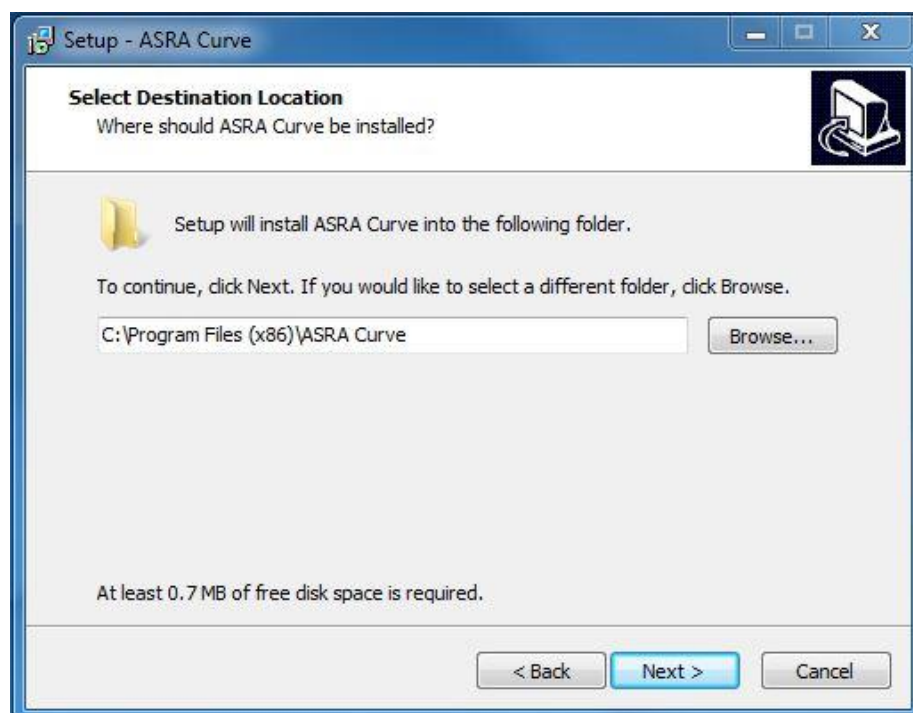 Setup - ASRA Curve
Select Destination Location
Where should ASRA Curve be installed?
Setup will install ASRA Curve into the following folder.
To continue, click Next. If you would like to select a different folder, click Browse.
C:\Program Files (x86)\ASRA Curve
Browse...
At least 0.7 MB of free disk space is required.
< Back
Next >
Cancel